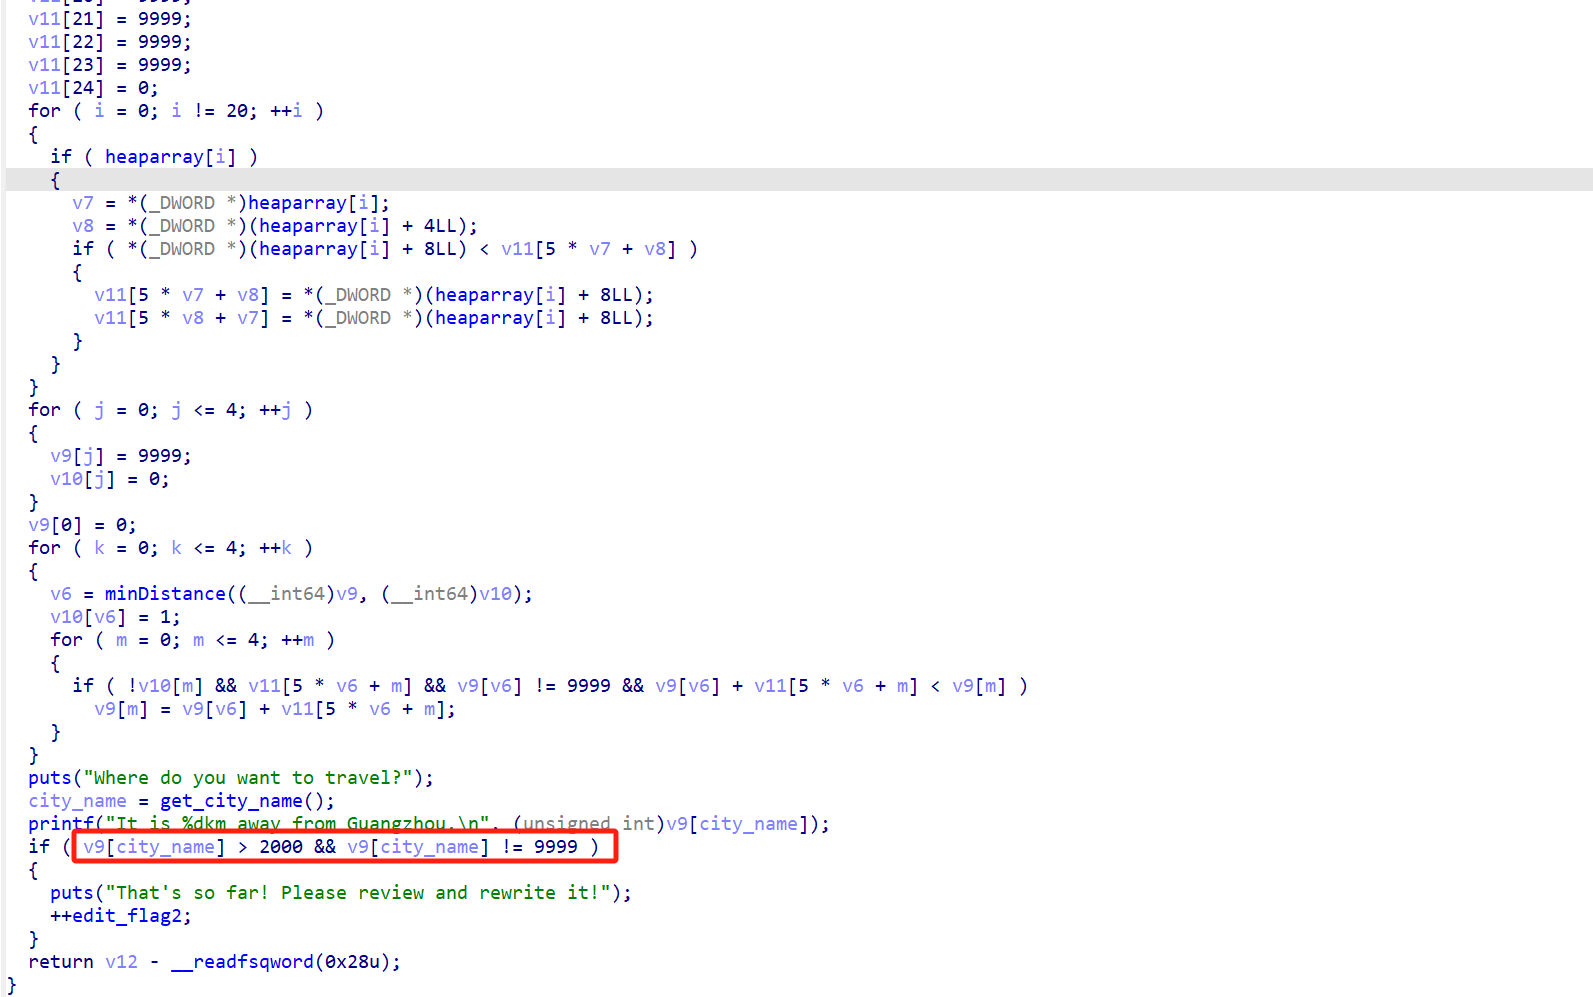 v11[21] = 9999;
v11[22] = 9999;
v11[23] = 9999;
v11[24] = 0;
for ( i = 0; i != 20; ++i )
{
if ( heaparray[i] )
{
v7 = *(_DWORD *)heaparray[i];
v8 = *(_DWORD *)(heaparray[i] + 4LL);
if ( *(_DWORD *)(heaparray[i] + 8LL) < v11[5 * v7 + v8] )
{
v11[5 * v7 + v8] = *(_DWORD *)(heaparray[i] + 8LL);
v11[5 * v8 + v7] = *(_DWORD *)(heaparray[i] + 8LL);
}
}
}
for ( j = 0; j <= 4; ++j )
{
v9[j] = 9999;
v10[j] = 0;
}
v9[0] = 0;
for ( k = 0; k <= 4; ++k )
{
v6 = minDistance((__int64)v9, (__int64)v10);
v10[v6] = 1;
for ( m = 0; m <= 4; ++m )
{
if ( !v10[m] && v11[5 * v6 + m] && v9[v6] != 9999 && v9[v6] + v11[5 * v6 + m] < v9[m] )
v9[m] = v9[v6] + v11[5 * v6 + m];
}
}
puts("Where do you want to travel?");
city_name = get_city_name();
printf("It is %dkm away from Guangzhou.\n", (unsigned int)v9[city_name]);
if ( v9[city_name] > 2000 && v9[city_name] != 9999 )
{
puts("That's so far! Please review and rewrite it!");
++edit_flag2;
}
return v12 - __readfsqword(0x28u);
}